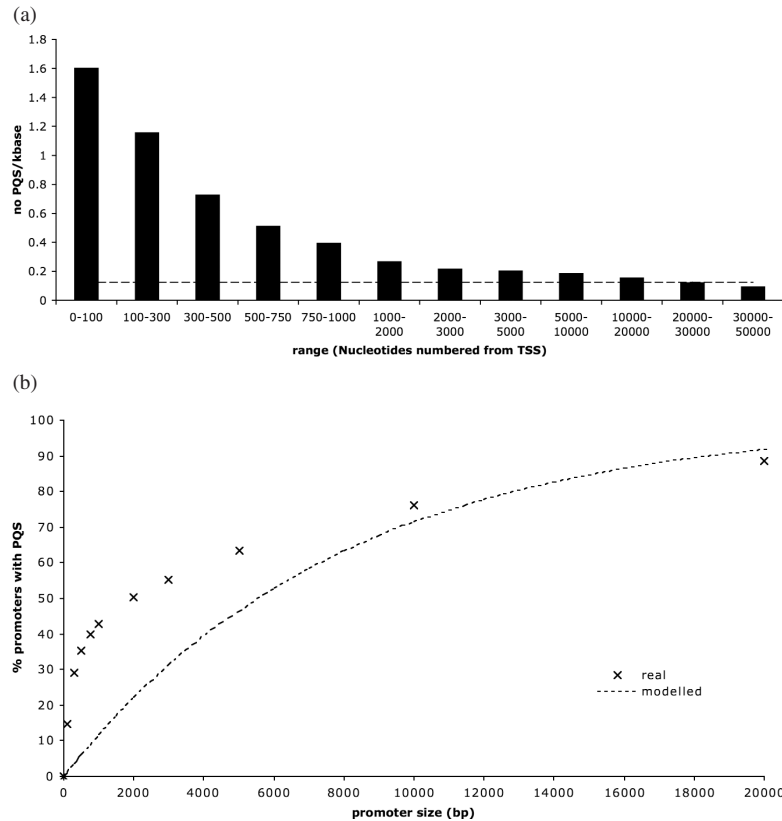 (a)
1.8
1.6
1.4
1.2
1
0.8
0.6
0.4
0.2
0
no PQS/kbase
0-100 100-300 300-500 500-750 750-1000 1000-2000 2000-3000 3000-5000 5000-10000 10000-20000 20000-30000 30000-50000
range (Nucleotides numbered from TSS)
(b)
100
90
80
70
60
50
40
30
20
10
0
% promoters with PQS
real
modelled
0 2000 4000 6000 8000 10000 12000 14000 16000 18000 20000
promoter size (bp)